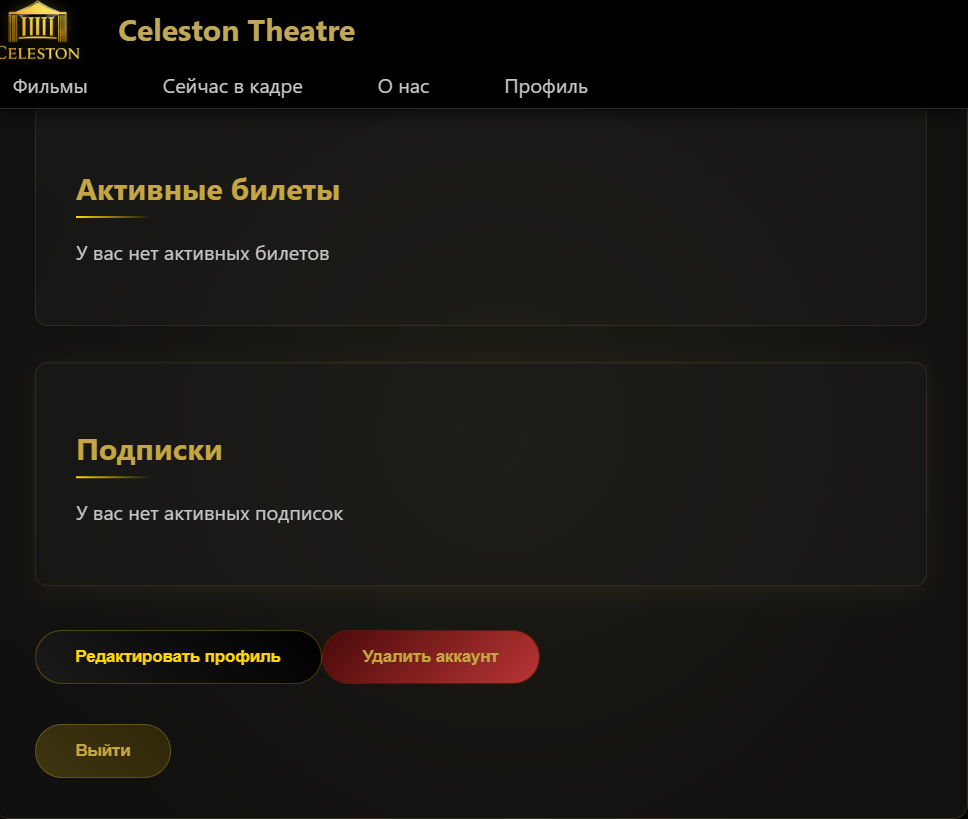 CELESTON
Celeston Theatre
Фильмы Сейчас в кадре О нас Профиль
Активные билеты
У вас нет активных билетов
Подписки
У вас нет активных подписок
Редактировать профиль Удалить аккаунт
Выйти